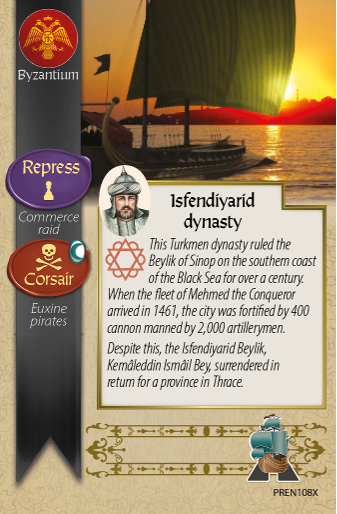 Byzantium
Repress
Commerce
raid
Corsair
Euxine
pirates
Isfendiyarid
dynasty
This Turkmen dynasty ruled the
Beylik of Sinop on the southern coast
of the Black Sea for over a century.
When the fleet of Mehmed the Conqueror
arrived in 1461, the city was fortified by 400
cannon manned by 2,000 artillerymen.
Despite this, the Isfendiyarid Beylik,
Kemâleddin Ismâil Bey, surrendered in
return for a province in Thrace.
PREN108X